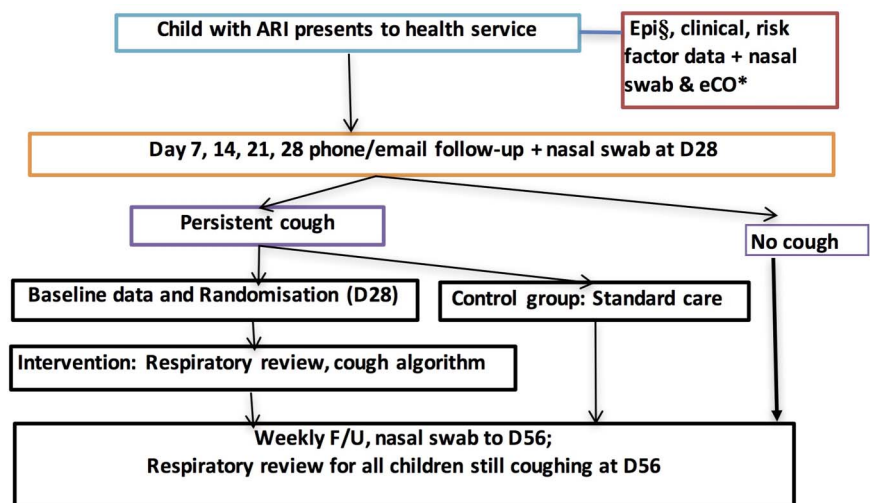 Child with ARI presents to health service
Epi§, clinical, risk
factor data + nasal
swab & eCO*
Day 7, 14, 21, 28 phone/email follow-up + nasal swab at D28
Persistent cough
No cough
Baseline data and Randomisation (D28)
Control group: Standard care
Intervention: Respiratory review, cough algorithm
Weekly F/U, nasal swab to D56;
Respiratory review for all children still coughing at D56